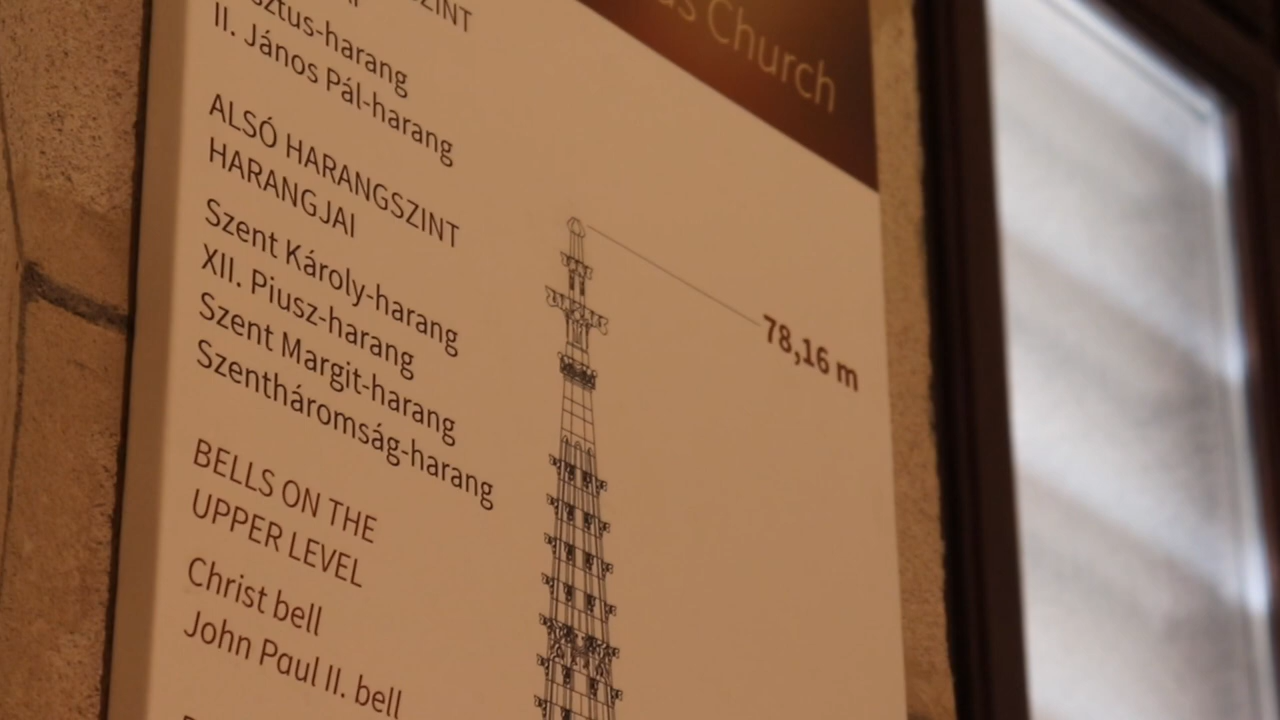 Church
SZINT
II. János Pál-harang
ALSÓ HARANGSZINT
HARANGJAI
Szent Károly-harang
XII. Piusz-harang
Szent Margit-harang
Szentháromság-harang
BELLS ON THE
UPPER LEVEL
Christ bell
John Paul II. bell
78,16 m